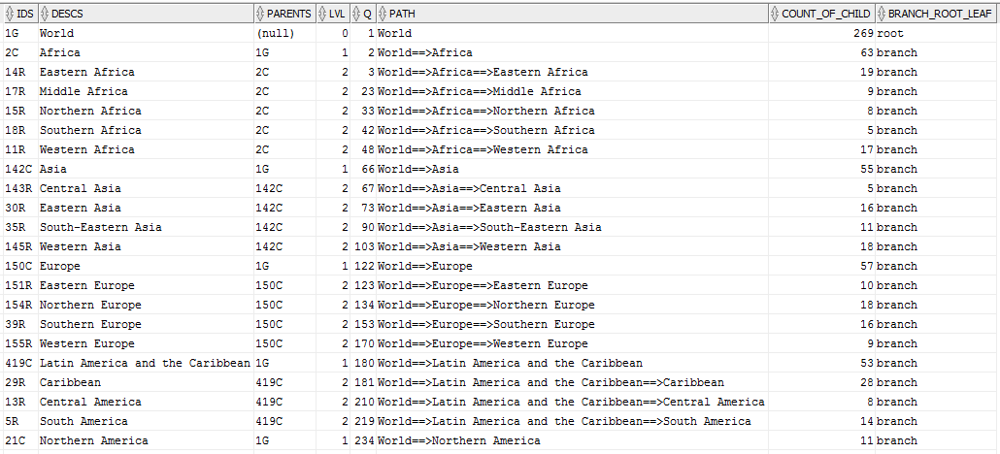 IDS DESCS PARENTS LVL Q PATH COUNT_OF_CHILD BRANCH_ROOT_LEAF
1G World (null) 0 1 World 269 root
2C Africa 1G 1 2 World==>Africa 63 branch
14R Eastern Africa 2C 2 3 World==>Africa==>Eastern Africa 19 branch
17R Middle Africa 2C 2 23 World==>Africa==>Middle Africa 9 branch
15R Northern Africa 2C 2 33 World==>Africa==>Northern Africa 8 branch
18R Southern Africa 2C 2 42 World==>Africa==>Southern Africa 5 branch
11R Western Africa 2C 2 48 World==>Africa==>Western Africa 17 branch
142C Asia 1G 1 66 World==>Asia 55 branch
143R Central Asia 142C 2 67 World==>Asia==>Central Asia 5 branch
30R Eastern Asia 142C 2 73 World==>Asia==>Eastern Asia 16 branch
35R South-Eastern Asia 142C 2 90 World==>Asia==>South-Eastern Asia 11 branch
145R Western Asia 142C 2 103 World==>Asia==>Western Asia 18 branch
150C Europe 1G 1 122 World==>Europe 57 branch
151R Eastern Europe 150C 2 123 World==>Europe==>Eastern Europe 10 branch
154R Northern Europe 150C 2 134 World==>Europe==>Northern Europe 18 branch
39R Southern Europe 150C 2 153 World==>Europe==>Southern Europe 16 branch
155R Western Europe 150C 2 170 World==>Europe==>Western Europe 9 branch
419C Latin America and the Caribbean 1G 1 180 World==>Latin America and the Caribbean 53 branch
29R Caribbean 419C 2 181 World==>Latin America and the Caribbean==>Caribbean 28 branch
13R Central America 419C 2 210 World==>Latin America and the Caribbean==>Central America 8 branch
5R South America 419C 2 219 World==>Latin America and the Caribbean==>South America 14 branch
21C Northern America 1G 1 234 World==>Northern America 11 branch